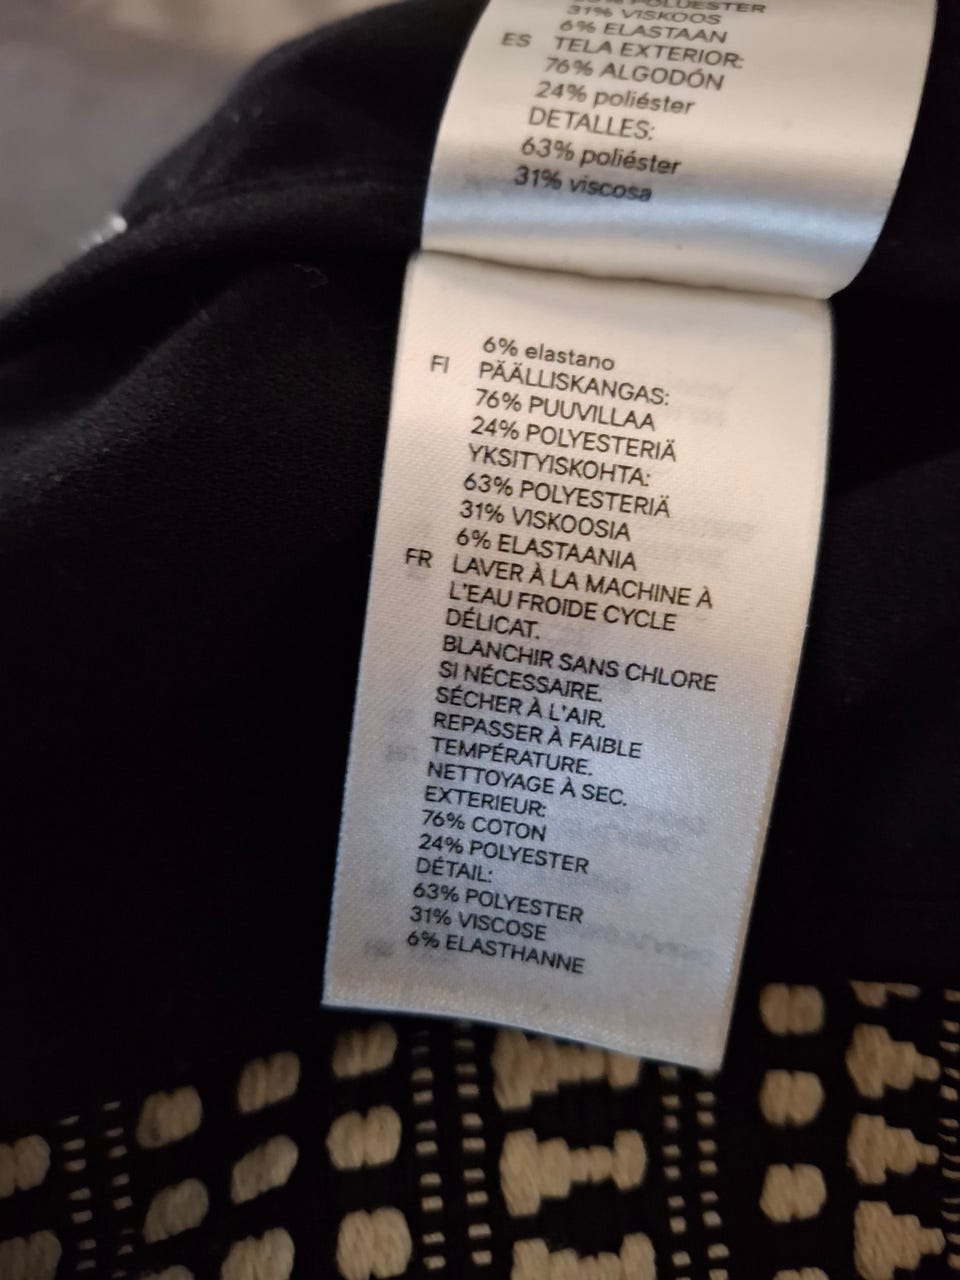 POLUESTER
31% VISKOOS
6% ELASTAAN
ES TELA EXTERIOR:
76% ALGODÓN
24% poliéster
DETALLES:
63% poliéster
31% viscosa
6% elastano
FI PÄÄLLISKANGAS:
76% PUUVILLAA
24% POLYESTERIÄ
YKSITYISKOHTA:
63% POLYESTERIÄ
31% VISKOOSIA
6% ELASTAANIA
FR LAVER À LA MACHINE À
L'EAU FROIDE CYCLE
DÉLICAT.
BLANCHIR SANS CHLORE
SI NÉCESSAIRE.
SÉCHER À L'AIR.
REPASSER À FAIBLE
TEMPÉRATURE.
NETTOYAGE À SEC.
EXTERIEUR:
76% COTON
24% POLYESTER
DÉTAIL:
63% POLYESTER
31% VISCOSE
6% ELASTHANNE